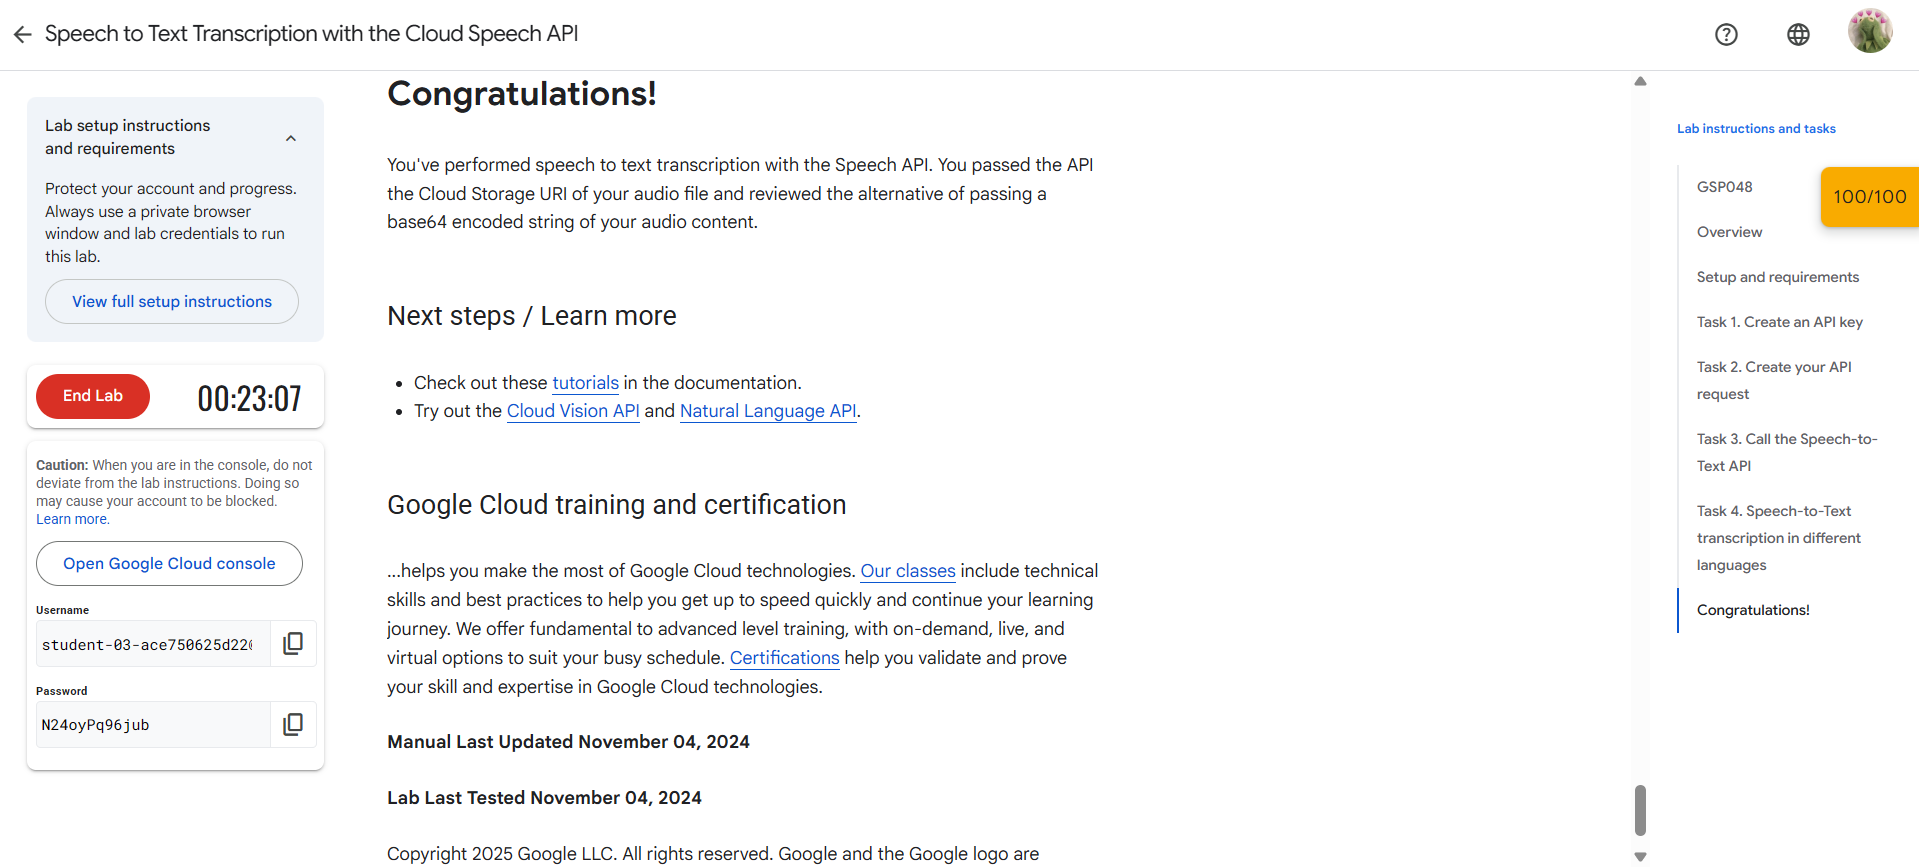 Speech to Text Transcription with the Cloud Speech API
Lab setup instructions
and requirements
Protect your account and progress.
Always use a private browser
window and lab credentials to run
this lab.
View full setup instructions
End Lab
00:23:07
Caution: When you are in the console, do not
deviate from the lab instructions. Doing so
may cause your account to be blocked.
Learn more.
Open Google Cloud console
Username
student-03-ace750625d22
Password
N24oyPq96jub
Congratulations!
You've performed speech to text transcription with the Speech API. You passed the API
the Cloud Storage URI of your audio file and reviewed the alternative of passing a
base64 encoded string of your audio content.
Next steps / Learn more
• Check out these tutorials in the documentation.
• Try out the Cloud Vision API and Natural Language API.
Google Cloud training and certification
...helps you make the most of Google Cloud technologies. Our classes include technical
skills and best practices to help you get up to speed quickly and continue your learning
journey. We offer fundamental to advanced level training, with on-demand, live, and
virtual options to suit your busy schedule. Certifications help you validate and prove
your skill and expertise in Google Cloud technologies.
Manual Last Updated November 04, 2024
Lab Last Tested November 04, 2024
Copyright 2025 Google LLC. All rights reserved. Google and the Google logo are
Lab instructions and tasks
GSP048
100/100
Overview
Setup and requirements
Task 1. Create an API key
Task 2. Create your API
request
Task 3. Call the Speech-to-
Text API
Task 4. Speech-to-Text
transcription in different
languages
Congratulations!